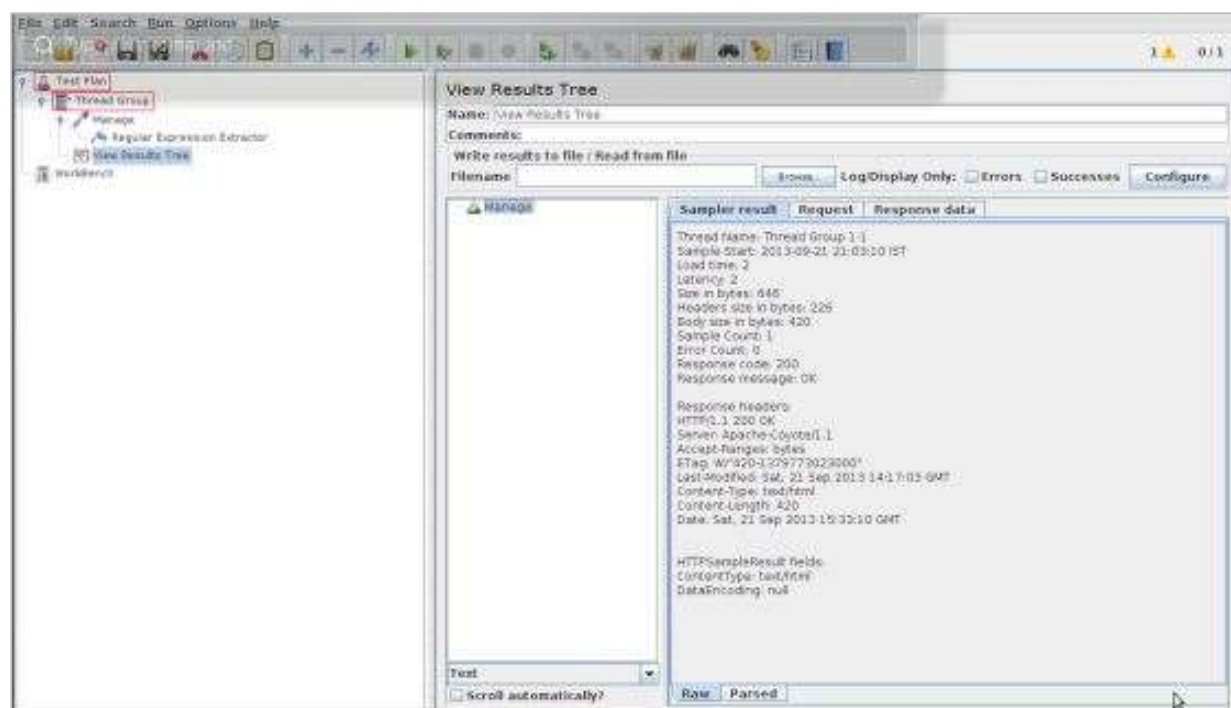 File Edit Search Run Options Help
1 0/1
Test Plan
Thread Group
Manage
Regular Expression Extractor
View Results Tree
WorkBench
View Results Tree
Name: View Results Tree
Comments:
Write results to file / Read from file
Filename
Browse... Log/Display Only: Errors Successes Configure
Manage
Sampler result Request Response data
Thread Name: Thread Group 1-1
Sample Start: 2013-09-21 21:03:10 IST
Load time: 2
Latency: 2
Size in bytes: 646
Headers size in bytes: 226
Body size in bytes: 420
Sample Count: 1
Error Count: 0
Response code: 200
Response message: OK
Response headers:
HTTP/1.1 200 OK
Server: Apache-Coyote/1.1
Accept-Ranges: bytes
ETag: W/"420-1379773023000"
Last-Modified: Sat, 21 Sep 2013 14:17:03 GMT
Content-Type: text/html
Content-Length: 420
Date: Sat, 21 Sep 2013 15:33:10 GMT
HTTPSampleResult fields:
ContentType: text/html
DataEncoding: null
Text
Scroll automatically?
Raw Parsed